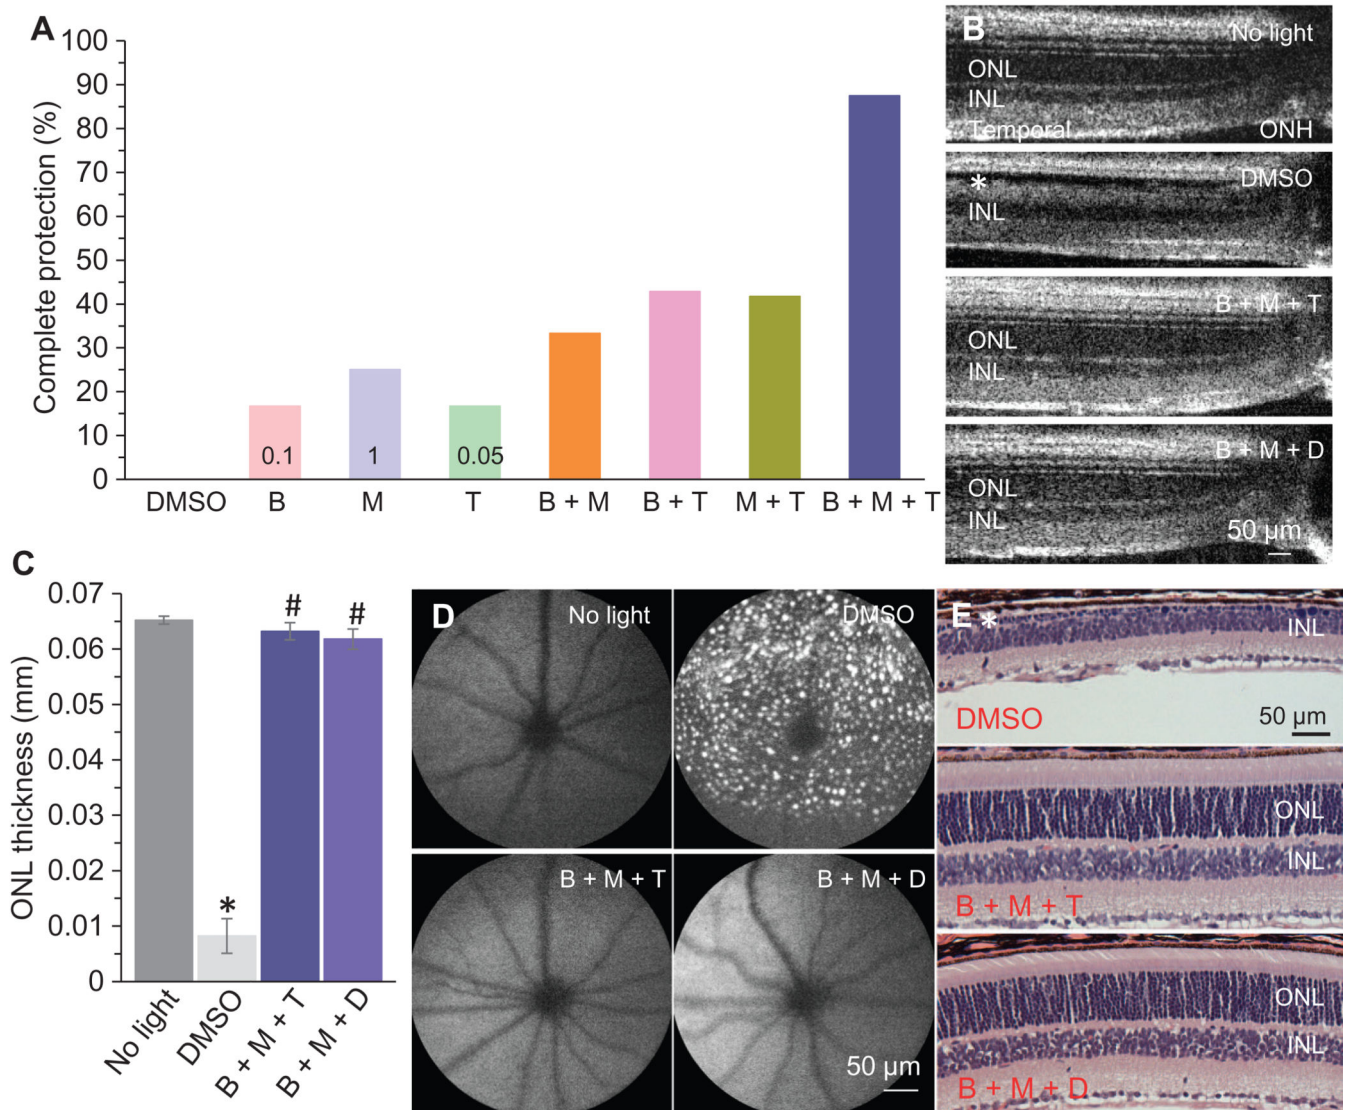 A
100
90
80
70
60
50
40
30
20
10
0
Complete protection (%)
0.1
1
0.05
DMSO B M T B + M B + T M + T B + M + T
B
No light
ONL
INL
Temporal ONH
* DMSO
INL
B + M + T
ONL
INL
B + M + D
ONL
INL
50 µm
C
0.07
0.06
0.05
0.04
0.03
0.02
0.01
0
ONL thickness (mm)
# #
*
No light
DMSO
B + M + T
B + M + D
D
No light
DMSO
B + M + T
B + M + D
50 µm
E * INL
DMSO
50 µm
ONL
INL
B + M + T
ONL
INL
B + M + D